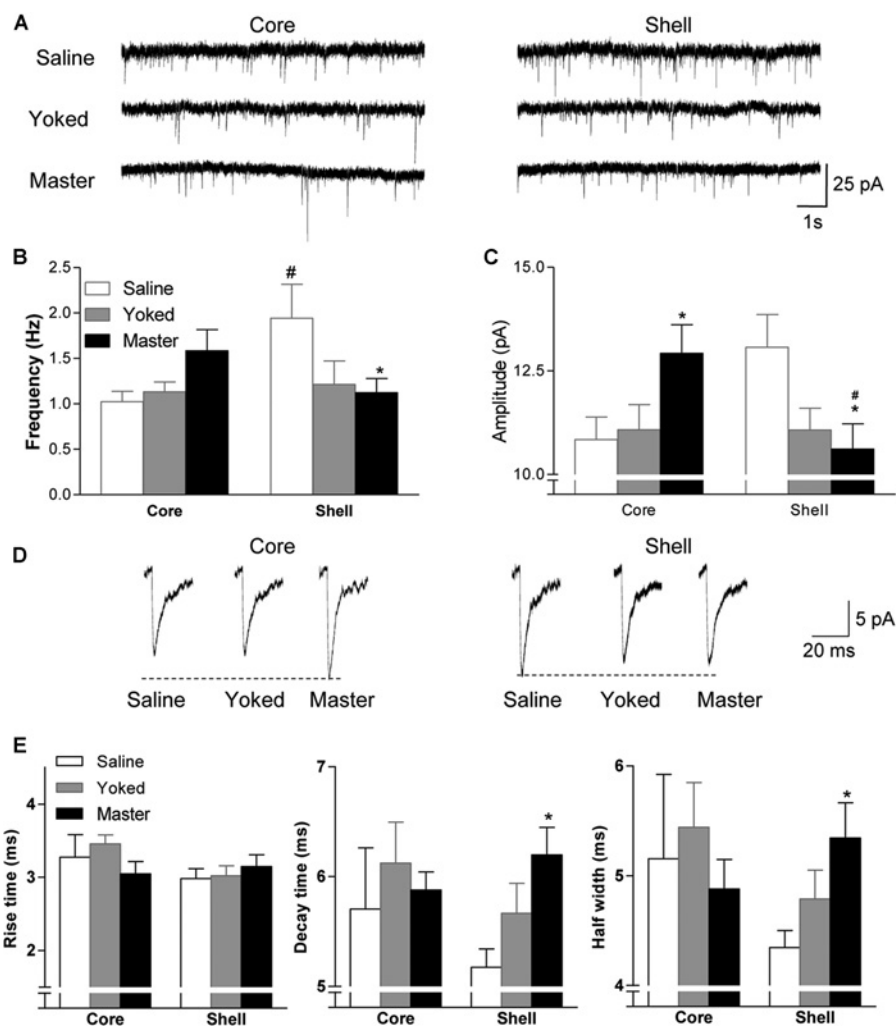 A
Core
Shell
Saline
Yoked
Master
25 pA
1s
B
2.5
2.0
1.5
1.0
0.5
0.0
Frequency (Hz)
Saline
Yoked
Master
#
*
Core
Shell
C
15.0
12.5
10.0
Amplitude (pA)
*
#
*
Core
Shell
D
Core
Shell
5 pA
20 ms
Saline
Yoked
Master
Saline
Yoked
Master
E
Saline
Yoked
Master
4
3
2
Rise time (ms)
Core
Shell
7
6
5
Decay time (ms)
*
Core
Shell
6
5
4
Half width (ms)
*
Core
Shell